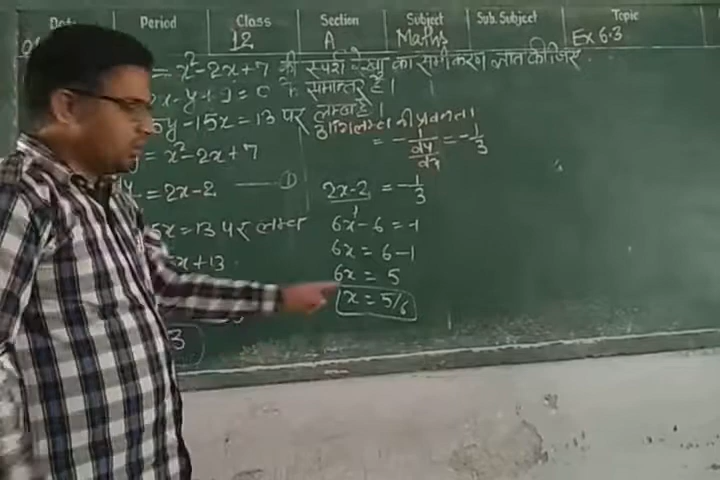 Date Period Class Section Subject Sub. Subject Topic
12 A Maths Ex 6.3
= x²-2x+7 की स्पर्श रेखा का समीकरण ज्ञात कीजिए
x-y+9=0 के समान्तर है।
5y-15x=13 पर लम्ब है।
अभिलम्ब की प्रवणता
= -1/(dy/dx) = -1/3
= x²-2x+7
= 2x-2 —— ①
2x-2 = -1/3
5x=13 पर लम्ब
6x-6=-1
6x=6-1
x+13
6x=5
x=5/6
3